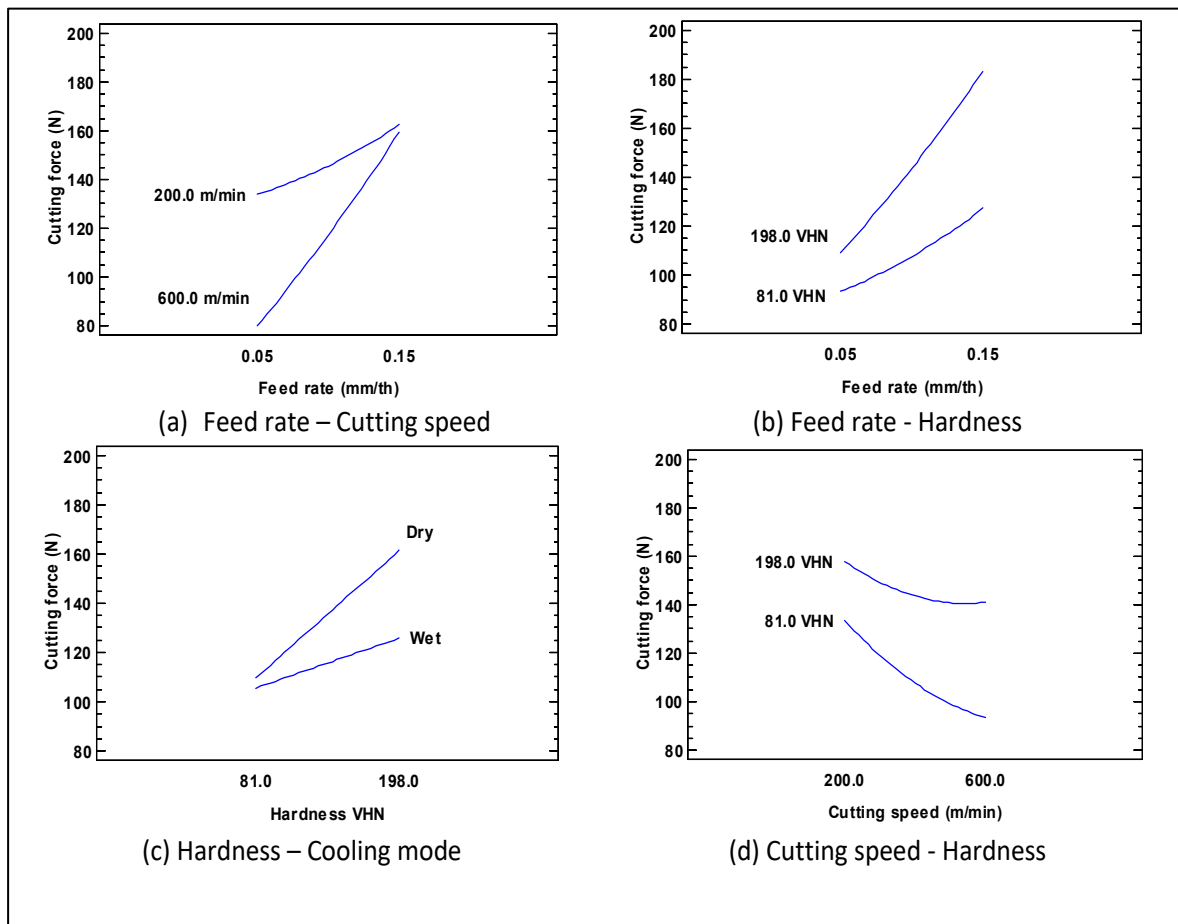 200
180
160
140
120
100
80
Cutting force (N)
200.0 m/min
600.0 m/min
0.05 0.15
Feed rate (mm/th)
(a) Feed rate – Cutting speed
200
180
160
140
120
100
80
Cutting force (N)
198.0 VHN
81.0 VHN
0.05 0.15
Feed rate (mm/th)
(b) Feed rate - Hardness
200
180
160
140
120
100
80
Cutting force (N)
Dry
Wet
81.0 198.0
Hardness VHN
(c) Hardness – Cooling mode
200
180
160
140
120
100
80
Cutting force (N)
198.0 VHN
81.0 VHN
200.0 600.0
Cutting speed (m/min)
(d) Cutting speed - Hardness